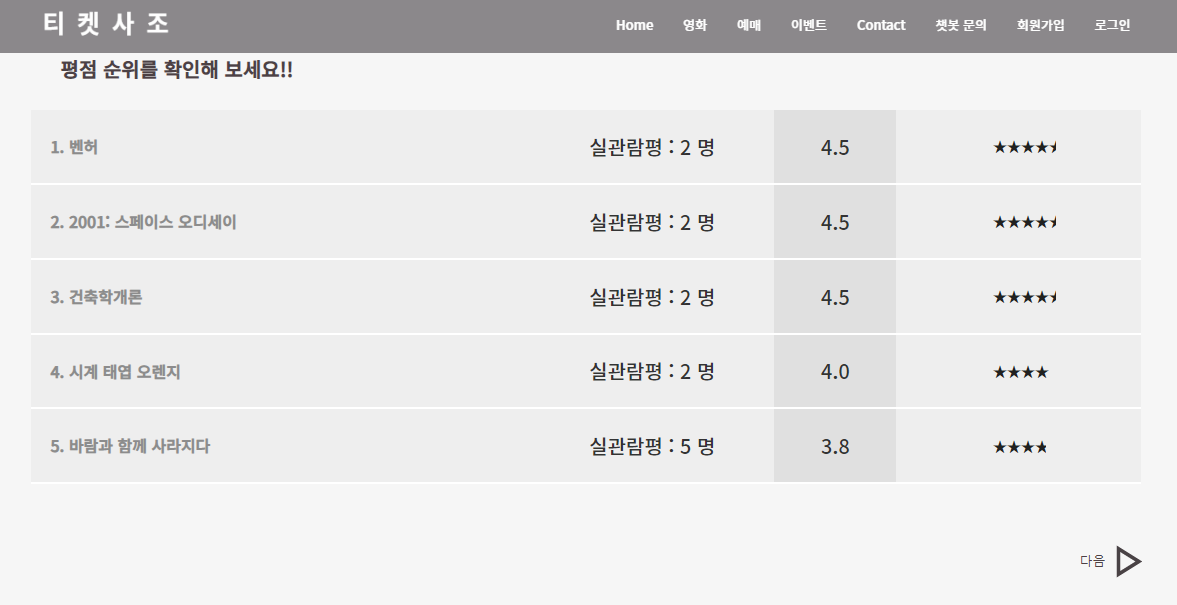 티 켓 사 조 Home 영화 예매 이벤트 Contact 챗봇 문의 회원가입 로그인
평점 순위를 확인해 보세요!!
1. 벤허 실관람평 : 2 명 4.5 ★★★★★
2. 2001: 스페이스 오디세이 실관람평 : 2 명 4.5 ★★★★★
3. 건축학개론 실관람평 : 2 명 4.5 ★★★★★
4. 시계 태엽 오렌지 실관람평 : 2 명 4.0 ★★★★
5. 바람과 함께 사라지다 실관람평 : 5 명 3.8 ★★★★
다음